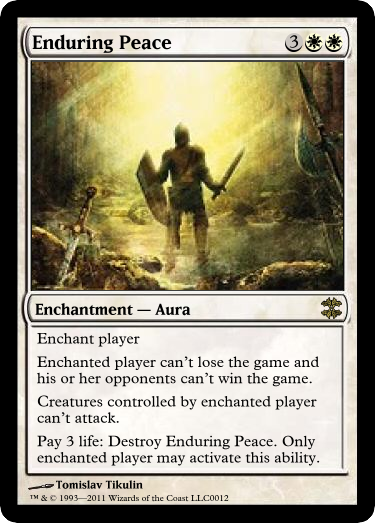 Enduring Peace 3
Enchantment — Aura
Enchant player
Enchanted player can't lose the game and
his or her opponents can't win the game.
Creatures controlled by enchanted player
can't attack.
Pay 3 life: Destroy Enduring Peace. Only
enchanted player may activate this ability.
Tomislav Tikulin
™ & © 1993—2011 Wizards of the Coast LLC0012